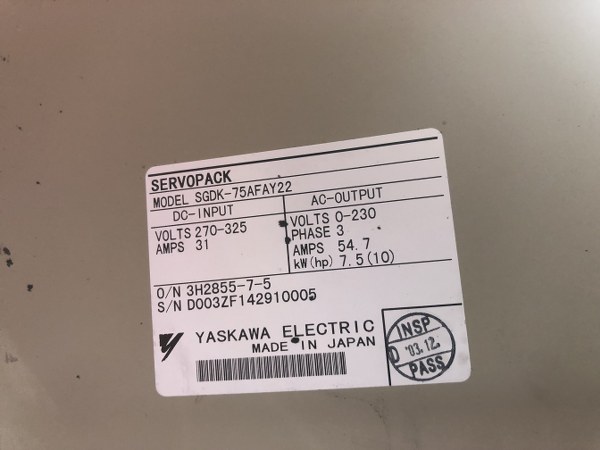 SERVOPACK
MODEL SGDK-75AFAY22
DC-INPUT
VOLTS 270-325
AMPS 31
AC-OUTPUT
VOLTS 0-230
PHASE 3
AMPS 54.7
kW(hp) 7.5(10)
O/N 3H2855-7-5
S/N D003ZF142910005
YASKAWA ELECTRIC
MADE IN JAPAN
INSP
D '03.12.
PASS